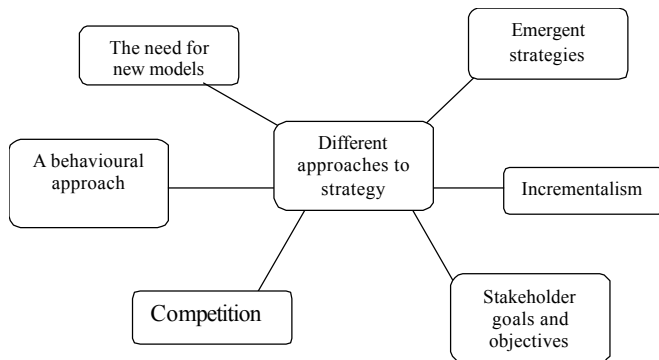 The need for
new models
Emergent
strategies
Different
approaches to
strategy
A behavioural
approach
Incrementalism
Competition
Stakeholder
goals and
objectives